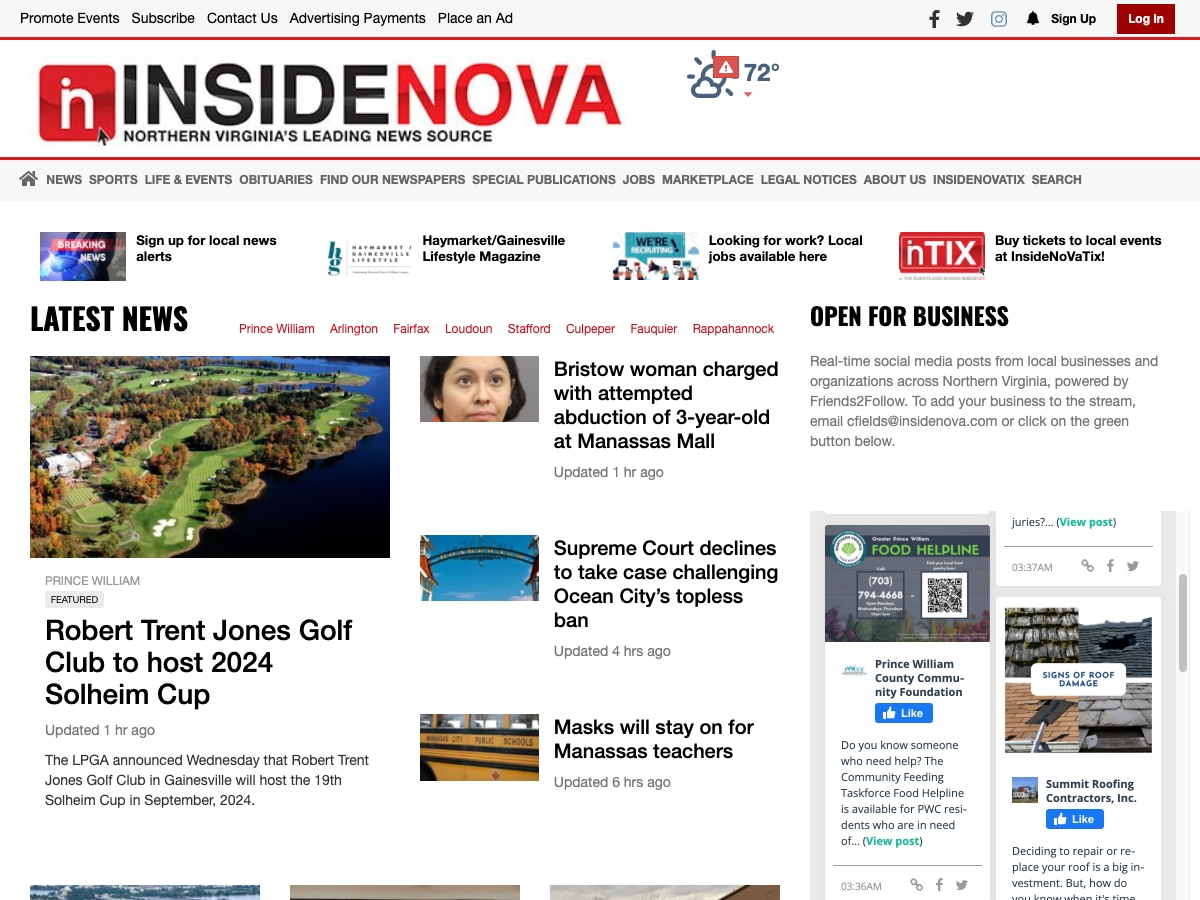 Promote Events Subscribe Contact Us Advertising Payments Place an Ad Sign Up Log In
INSIDENOVA
in
NORTHERN VIRGINIA'S LEADING NEWS SOURCE
72°
NEWS SPORTS LIFE & EVENTS OBITUARIES FIND OUR NEWSPAPERS SPECIAL PUBLICATIONS JOBS MARKETPLACE LEGAL NOTICES ABOUT US INSIDENOVATIX SEARCH
BREAKING
NEWS
Sign up for local news
alerts
HAYMARKET /
GAINESVILLE
LIFESTYLE
Haymarket/Gainesville
Lifestyle Magazine
WE'RE
RECRUITING
Looking for work? Local
jobs available here
nTIX
Buy tickets to local events
at InsideNoVaTix!
LATEST NEWS
Prince William Arlington Fairfax Loudoun Stafford Culpeper Fauquier Rappahannock
PRINCE WILLIAM
FEATURED
Robert Trent Jones Golf
Club to host 2024
Solheim Cup
Updated 1 hr ago
The LPGA announced Wednesday that Robert Trent
Jones Golf Club in Gainesville will host the 19th
Solheim Cup in September, 2024.
Bristow woman charged
with attempted
abduction of 3-year-old
at Manassas Mall
Updated 1 hr ago
Supreme Court declines
to take case challenging
Ocean City's topless
ban
Updated 4 hrs ago
MANASSAS CITY PUBLIC SCHOOLS
Masks will stay on for
Manassas teachers
Updated 6 hrs ago
OPEN FOR BUSINESS
Real-time social media posts from local businesses and
organizations across Northern Virginia, powered by
Friends2Follow. To add your business to the stream,
email cfields@insidenova.com or click on the green
button below.
Greater Prince William
FOOD HELPLINE
Call:
(703)
794-4668
Find your local food
pantry here:
Prince William
County Commu-
nity Foundation
Like
Do you know someone
who need help? The
Community Feeding
Taskforce Food Helpline
is available for PWC resi-
dents who are in need
of... (View post)
03:36AM
juries?... (View post)
03:37AM
SIGNS OF ROOF
DAMAGE
Summit Roofing
Contractors, Inc.
Like
Deciding to repair or re-
place your roof is a big in-
vestment. But, how do
you know when it's time